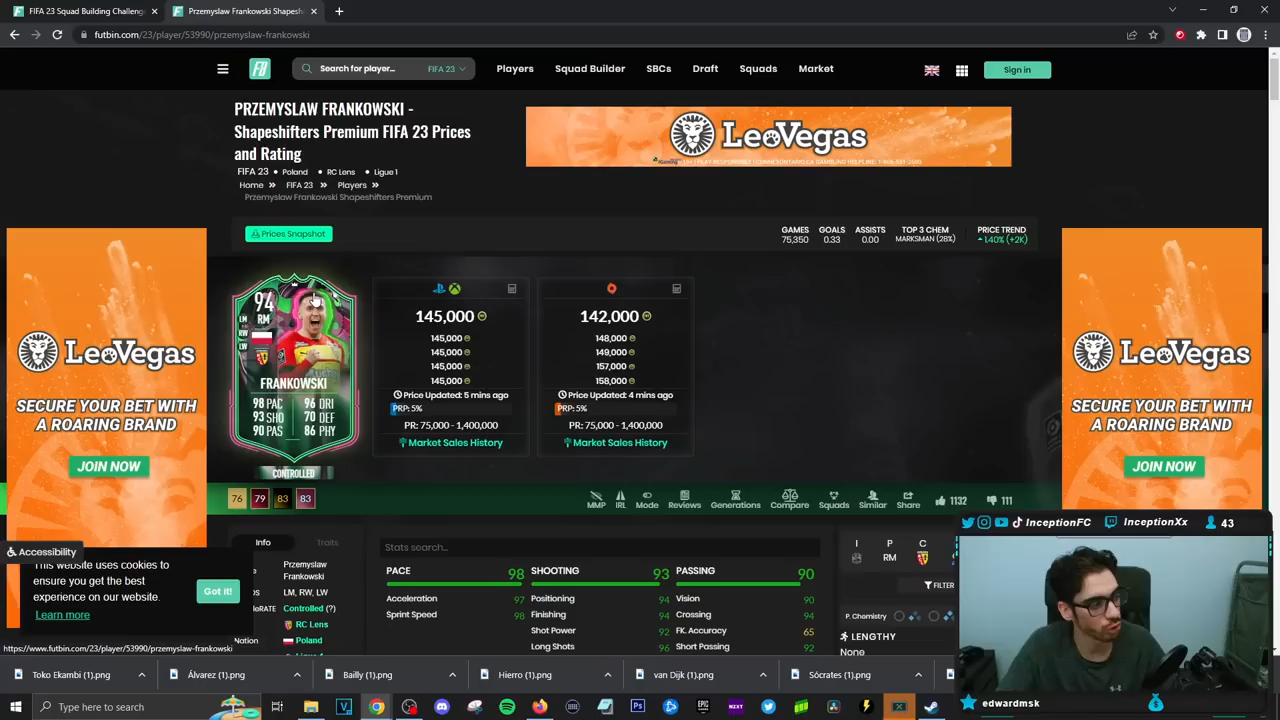 FIFA 23 Squad Building Challeng
Przemyslaw Frankowski Shapesh
futbin.com/23/player/53990/przemyslaw-frankowski
Search for player...
FIFA 23
Players
Squad Builder
SBCs
Draft
Squads
Market
Sign in
PRZEMYSLAW FRANKOWSKI -
Shapeshifters Premium FIFA 23 Prices
and Rating
FIFA 23 • Poland • RC Lens • Ligue 1
Home » FIFA 23 » Players »
Przemyslaw Frankowski Shapeshifters Premium
LeoVegas
Prices Snapshot
GAMES
75,350
GOALS
0.33
ASSISTS
0.00
TOP 3 CHEM
MARKSMAN (28%)
PRICE TREND
1.40% (+2K)
LeoVegas
SECURE YOUR BET WITH
A ROARING BRAND
JOIN NOW
94
RM
LM
RW
LW
FRANKOWSKI
98 PAC 96 DRI
93 SHO 70 DEF
90 PAS 86 PHY
CONTROLLED
145,000
145,000
145,000
145,000
145,000
Price Updated: 5 mins ago
PRP: 5%
PR: 75,000 - 1,400,000
Market Sales History
142,000
148,000
149,000
157,000
158,000
Price Updated: 4 mins ago
PRP: 5%
PR: 75,000 - 1,400,000
Market Sales History
LeoVegas
SECURE YOUR BET WITH
A ROARING BRAND
JOIN NOW
76 79 83 83
MMP
IRL
Mode
Reviews
Generations
Compare
Squads
Similar
Share
1132
111
Info
Traits
Przemyslaw
Frankowski
LM, RW, LW
Controlled (?)
RC Lens
Nation
Poland
Stats search...
PACE 98
Acceleration 97
Sprint Speed 98
SHOOTING 93
Positioning 94
Finishing 94
Shot Power 92
Long Shots 96
PASSING 90
Vision 90
Crossing 94
FK. Accuracy 65
Short Passing 92
I P C
RM
FILTER
P. Chemistry
LENGTHY
None
Accessibility
This website uses cookies to
ensure you get the best
experience on our website.
Learn more
Got it!
https://www.futbin.com/23/player/53990/przemyslaw-frankowski
InceptionFC
InceptionXx
43
edwardmsk
Toko Ekambi (1).png
Álvarez (1).png
Bailly (1).png
Hierro (1).png
van Dijk (1).png
Sócrates (1).png
Type here to search